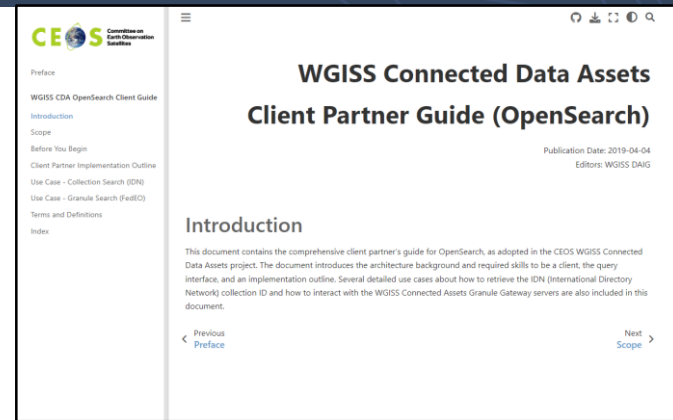 CEOS
Committee on
Earth Observation
Satellites
Preface
WGISS CDA OpenSearch Client Guide
Introduction
Scope
Before You Begin
Client Partner Implementation Outline
Use Case - Collection Search (IDN)
Use Case - Granule Search (FedEO)
Terms and Definitions
Index
WGISS Connected Data Assets
Client Partner Guide (OpenSearch)
Publication Date: 2019-04-04
Editors: WGISS DAIG
Introduction
This document contains the comprehensive client partner's guide for OpenSearch, as adopted in the CEOS WGISS Connected
Data Assets project. The document introduces the architecture background and required skills to be a client, the query
interface, and an implementation outline. Several detailed use cases about how to retrieve the IDN (International Directory
Network) collection ID and how to interact with the WGISS Connected Assets Granule Gateway servers are also included in this
document.
Previous
Preface
Next
Scope